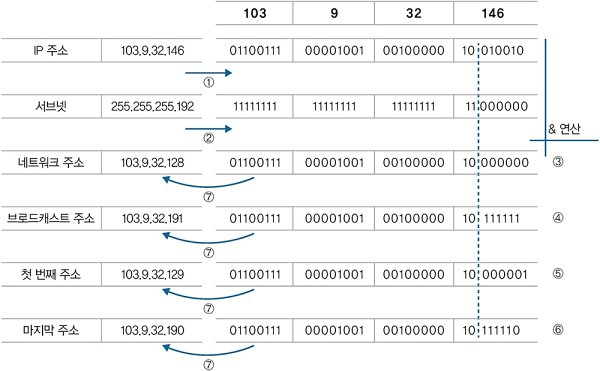 103 9 32 146
IP 주소 103.9.32.146 01100111 00001001 00100000 10 010010
①
서브넷 255.255.255.192 11111111 11111111 11111111 11 000000
②
& 연산
네트워크 주소 103.9.32.128 01100111 00001001 00100000 10 000000 ③
⑦
브로드캐스트 주소 103.9.32.191 01100111 00001001 00100000 10 111111 ④
⑦
첫 번째 주소 103.9.32.129 01100111 00001001 00100000 10 000001 ⑤
⑦
마지막 주소 103.9.32.190 01100111 00001001 00100000 10 111110 ⑥
⑦